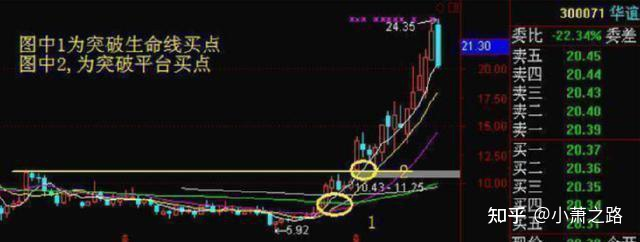 图中1为突破生命线买点
图中2,为突破平台买点
24.35
21.30
20.00
17.50
15.00
12.50
10.00
10.43-11.25
5.92
1
2
300071 华谊
委比 -22.34% 委差
卖五 20.45
卖四 20.44
卖三 20.43
卖二 20.40
卖一 20.39
买一 20.37
买二 20.36
买三 20.35
买四 20.34
知乎 @小萧之路